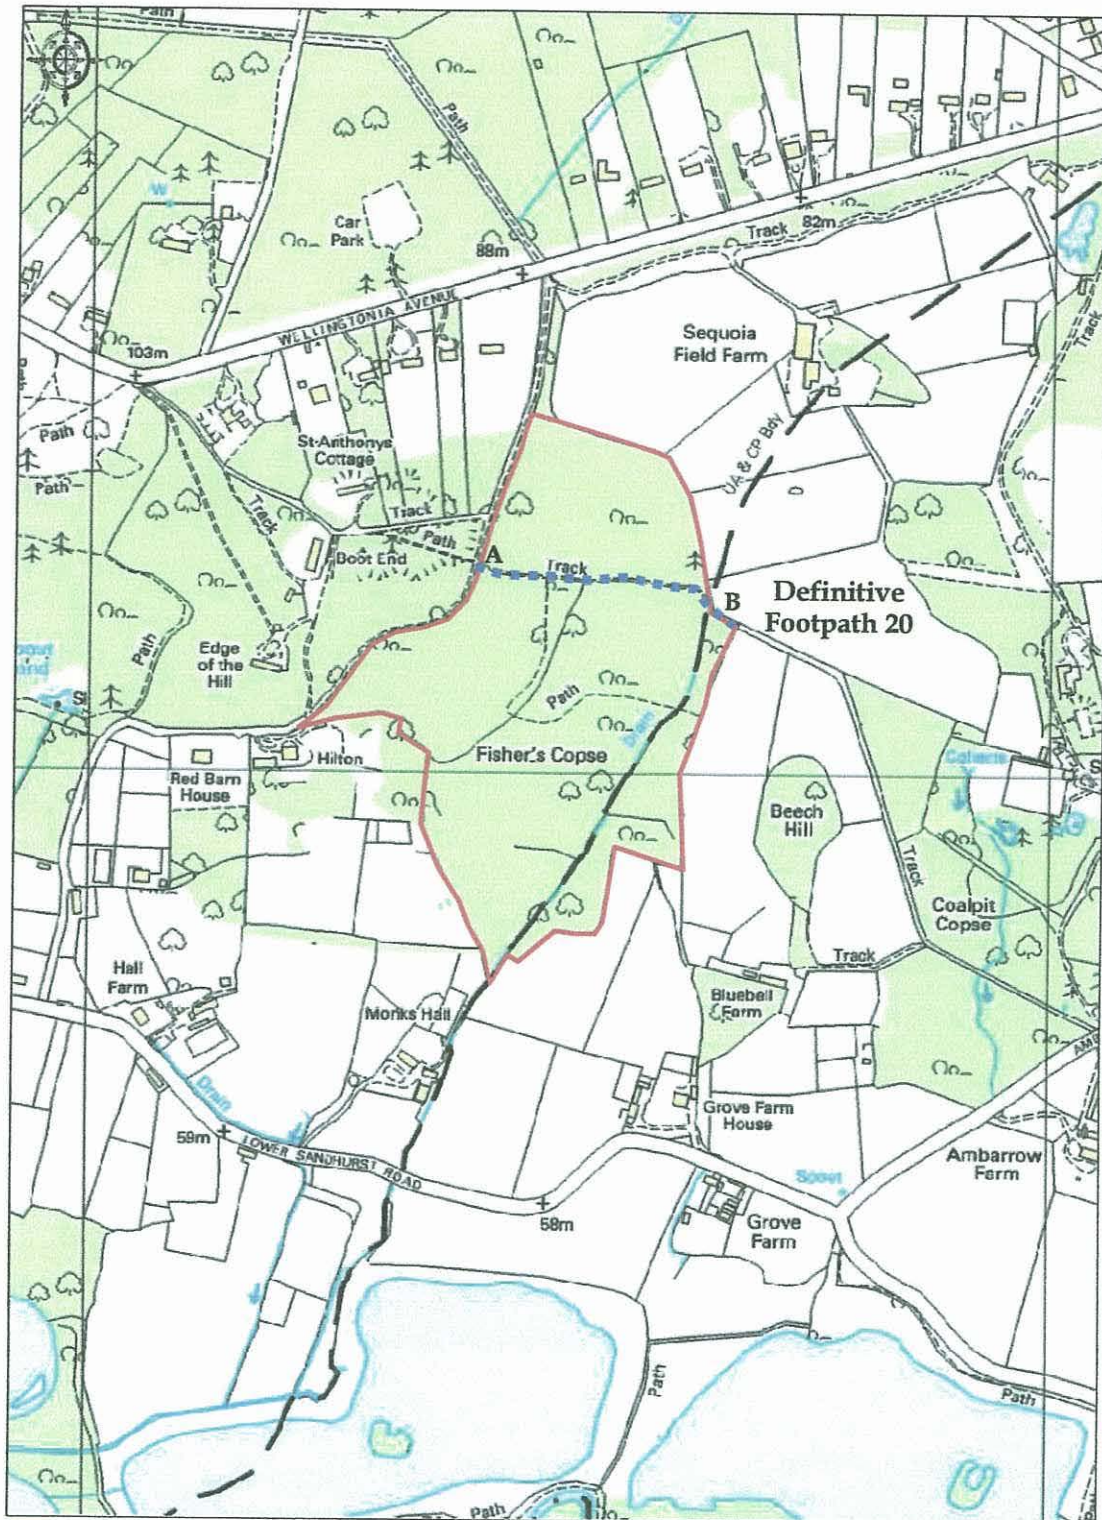 Path
Path
W
Car
Park
88m
Track
82m
WELLINGTONIA AVENUE
103m
Sequoia
Field Farm
Track
Path
Path
St Anthonys
Cottage
UA & CP Bdy
Track
Track
Path
Boot End
A
Track
B
Definitive
Footpath 20
Path
Edge
of the
Hill
Path
Drain
Hilton
Fisher's Copse
Red Barn
House
Beech
Hill
Track
Coalpit
Copse
Track
Hall
Farm
Monks Hall
Bluebell
Farm
Drain
Grove Farm
House
59m
LOWER SANDHURST ROAD
Ambarrow
Farm
Spout
58m
Grove
Farm
Path
Path
Path